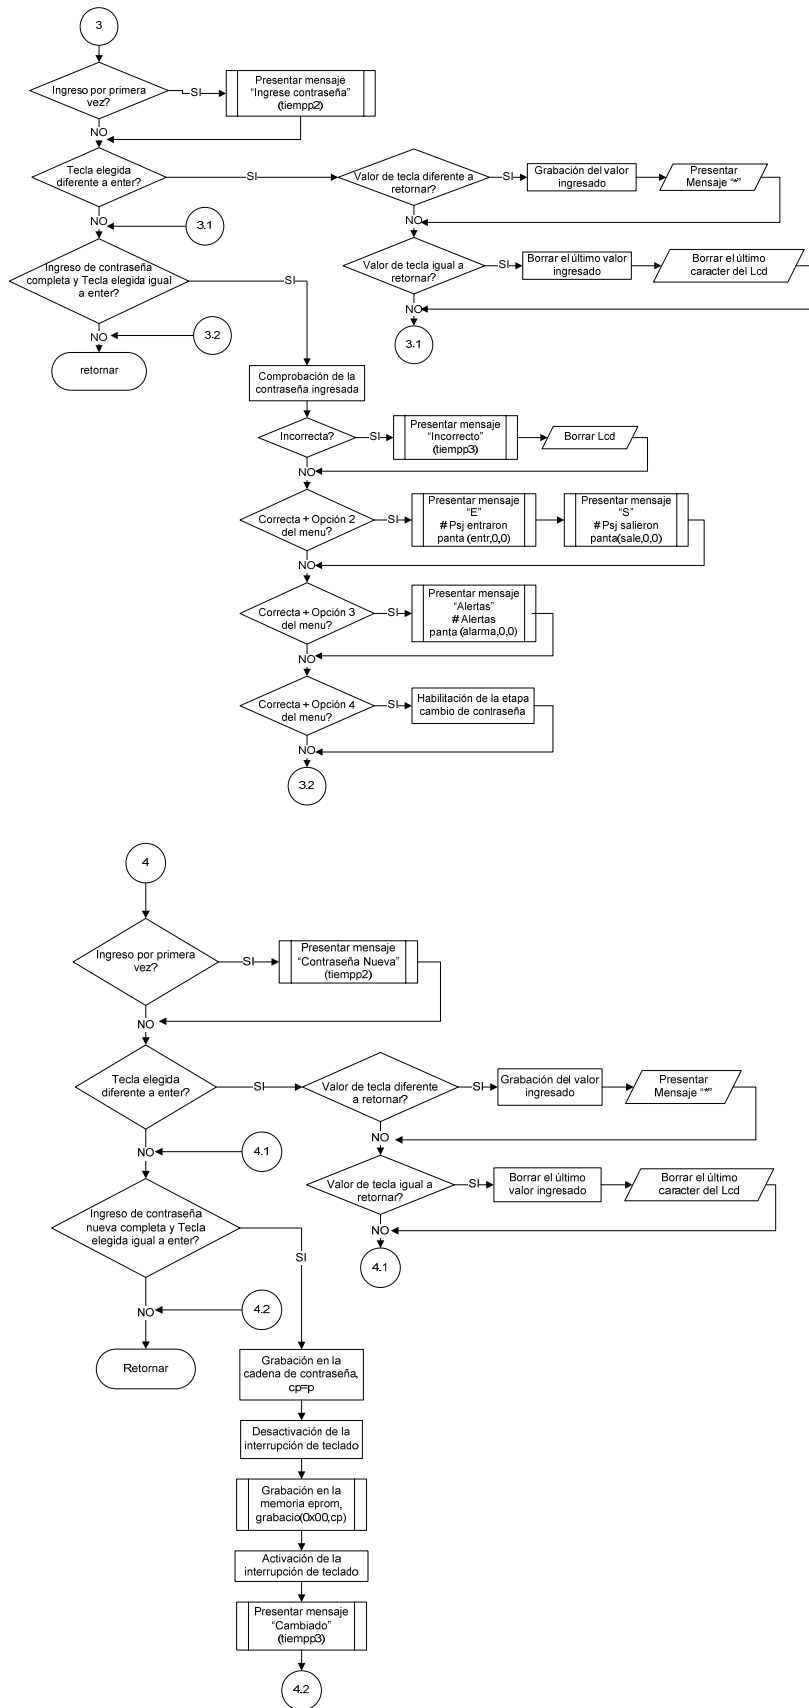 3
Ingreso por primera
vez?
SI
Presentar mensaje
“Ingrese contraseña”
(tiempp2)
NO
Tecla elegida
diferente a enter?
SI
Valor de tecla diferente a
retornar?
SI
Grabación del valor
ingresado
Presentar
Mensaje “*”
NO
3.1
NO
Ingreso de contraseña
completa y Tecla elegida igual
a enter?
SI
Valor de tecla igual a
retornar?
SI
Borrar el último valor
ingresado
Borrar el último
caracter del Lcd
NO
3.1
NO
3.2
retornar
Comprobación de la
contraseña ingresada
Incorrecta?
SI
Presentar mensaje
“Incorrecto”
(tiempp3)
Borrar Lcd
NO
Correcta + Opción 2
del menu?
SI
Presentar mensaje
“E”
# Psj entraron
panta (entr,0,0)
Presentar mensaje
“S”
# Psj salieron
panta(sale,0,0)
NO
Correcta + Opción 3
del menu?
SI
Presentar mensaje
“Alertas”
# Alertas
panta (alarma,0,0)
NO
Correcta + Opción 4
del menu?
SI
Habilitación de la etapa
cambio de contraseña
NO
3.2
4
Ingreso por primera
vez?
SI
Presentar mensaje
“Contraseña Nueva”
(tiempp2)
NO
Tecla elegida
diferente a enter?
SI
Valor de tecla diferente
a retornar?
SI
Grabación del valor
ingresado
Presentar
Mensaje “*”
NO
NO
4.1
Valor de tecla igual a
retornar?
SI
Borrar el último
valor ingresado
Borrar el último
caracter del Lcd
NO
4.1
Ingreso de contraseña
nueva completa y Tecla
elegida igual a enter?
SI
NO
4.2
Retornar
Grabación en la
cadena de contraseña,
cp=p
Desactivación de la
interrupción de teclado
Grabación en la
memoria eprom,
grabacio(0x00,cp)
Activación de la
interrupción de teclado
Presentar mensaje
“Cambiado”
(tiempp3)
4.2